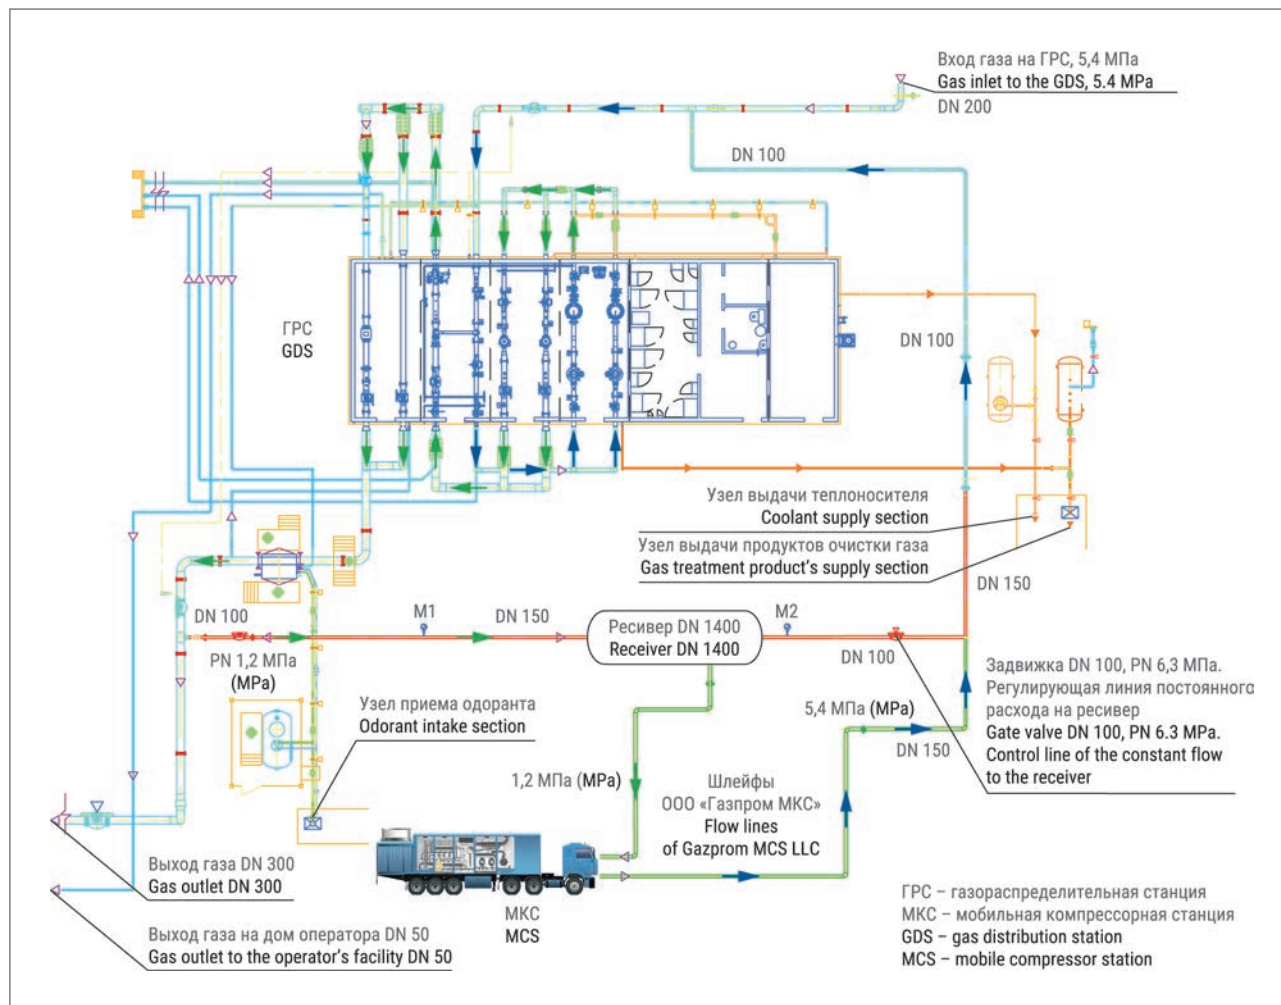 Вход газа на ГРС, 5,4 МПа
Gas inlet to the GDS, 5.4 MPa
DN 200
DN 100
ГРС
GDS
DN 100
Узел выдачи теплоносителя
Coolant supply section
Узел выдачи продуктов очистки газа
Gas treatment product's supply section
DN 150
DN 100
M1
DN 150
Ресивер DN 1400
Receiver DN 1400
M2
DN 100
PN 1,2 МПа
(MPa)
Узел приема одоранта
Odorant intake section
Задвижка DN 100, PN 6,3 МПа.
Регулирующая линия постоянного
расхода на ресивер
Gate valve DN 100, PN 6.3 MPa.
Control line of the constant flow
to the receiver
5,4 МПа (MPa)
DN 150
1,2 МПа (MPa)
Шлейфы
ООО «Газпром МКС»
Flow lines
of Gazprom MCS LLC
Выход газа DN 300
Gas outlet DN 300
МКС
MCS
Выход газа на дом оператора DN 50
Gas outlet to the operator's facility DN 50
ГРС – газораспределительная станция
МКС – мобильная компрессорная станция
GDS – gas distribution station
MCS – mobile compressor station